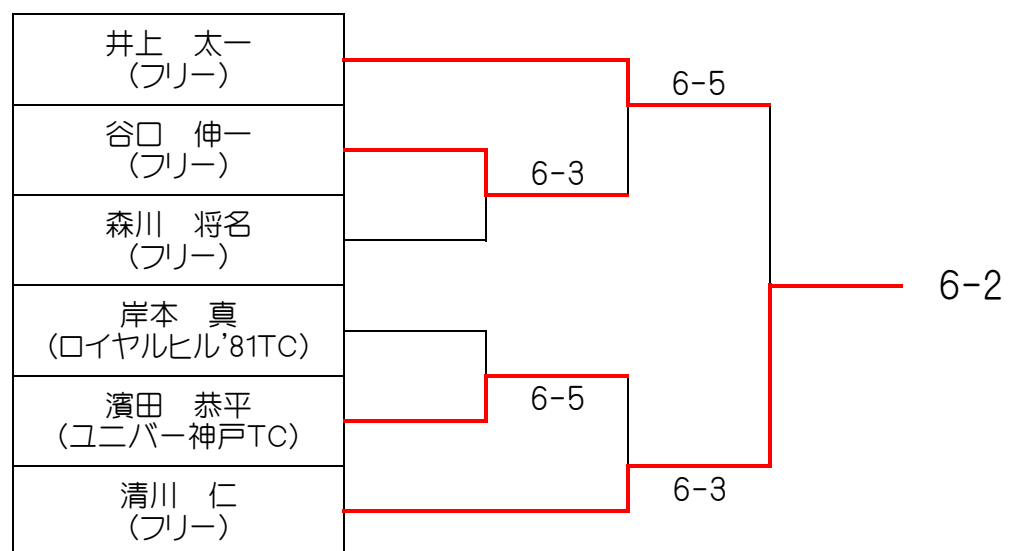 井上　太一
(フリー)
谷口　伸一
(フリー)
森川　将名
(フリー)
岸本　真
(ロイヤルヒル'81TC)
濱田　恭平
(ユニバー神戸TC)
清川　仁
(フリー)
6-5
6-3
6-2
6-5
6-3